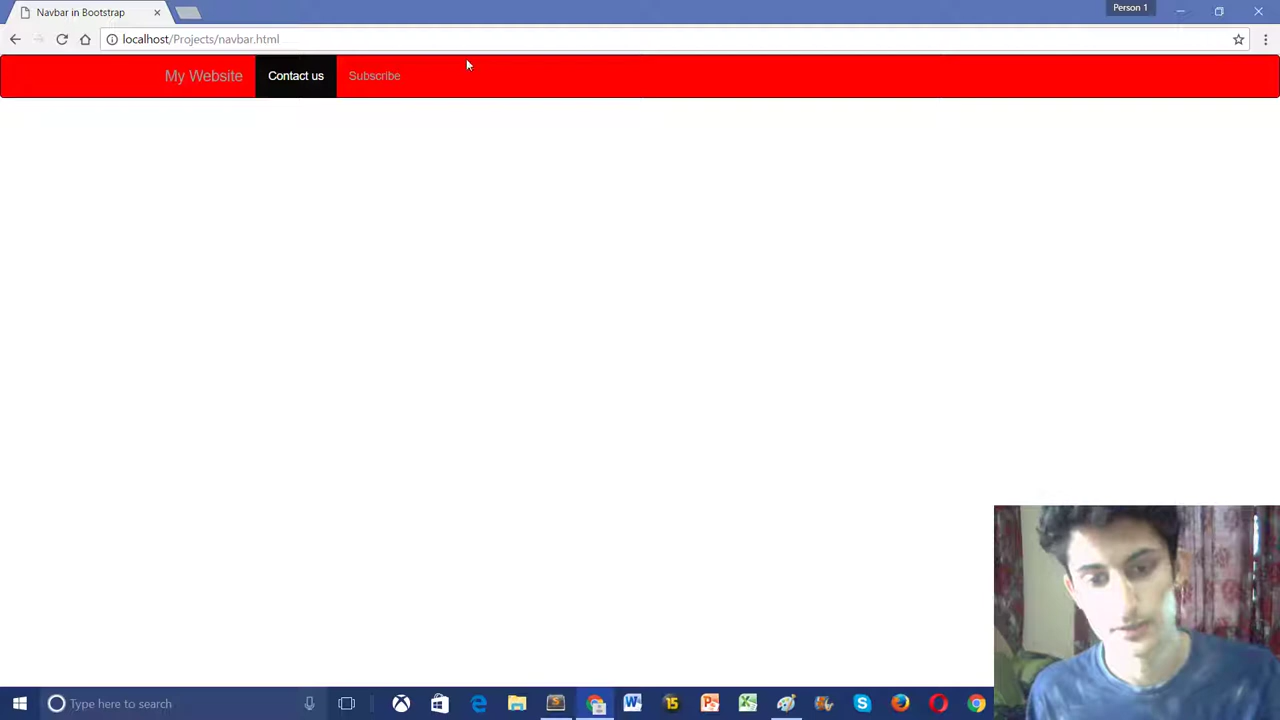 Navbar in Bootstrap
Person 1
localhost/Projects/navbar.html
My Website
Contact us
Subscribe
Type here to search